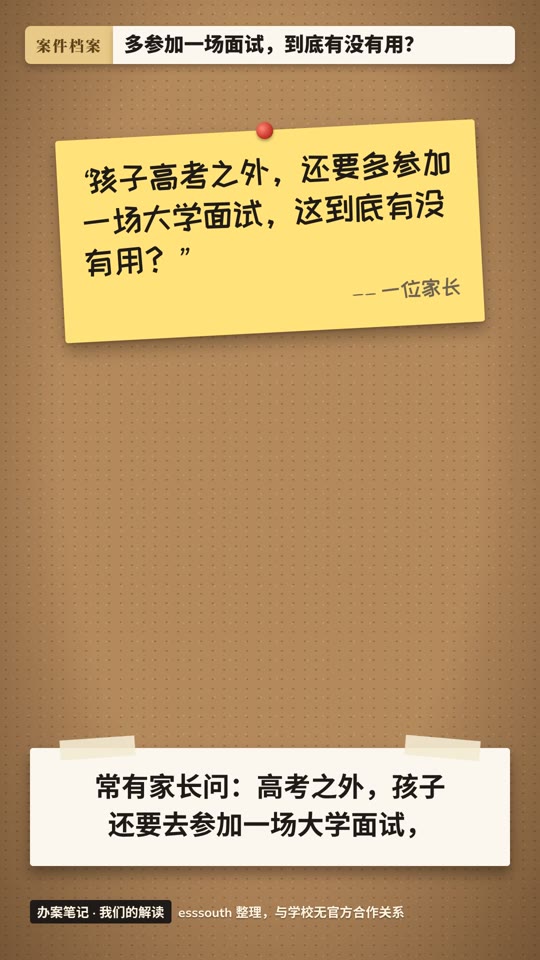 案件档案
多参加一场面试，到底有没有用？
“孩子高考之外，还要多参加
一场大学面试，这到底有没
有用？”
—— 一位家长
常有家长问：高考之外，孩子
还要去参加一场大学面试，
办案笔记 · 我们的解读
esssouth 整理，与学校无官方合作关系